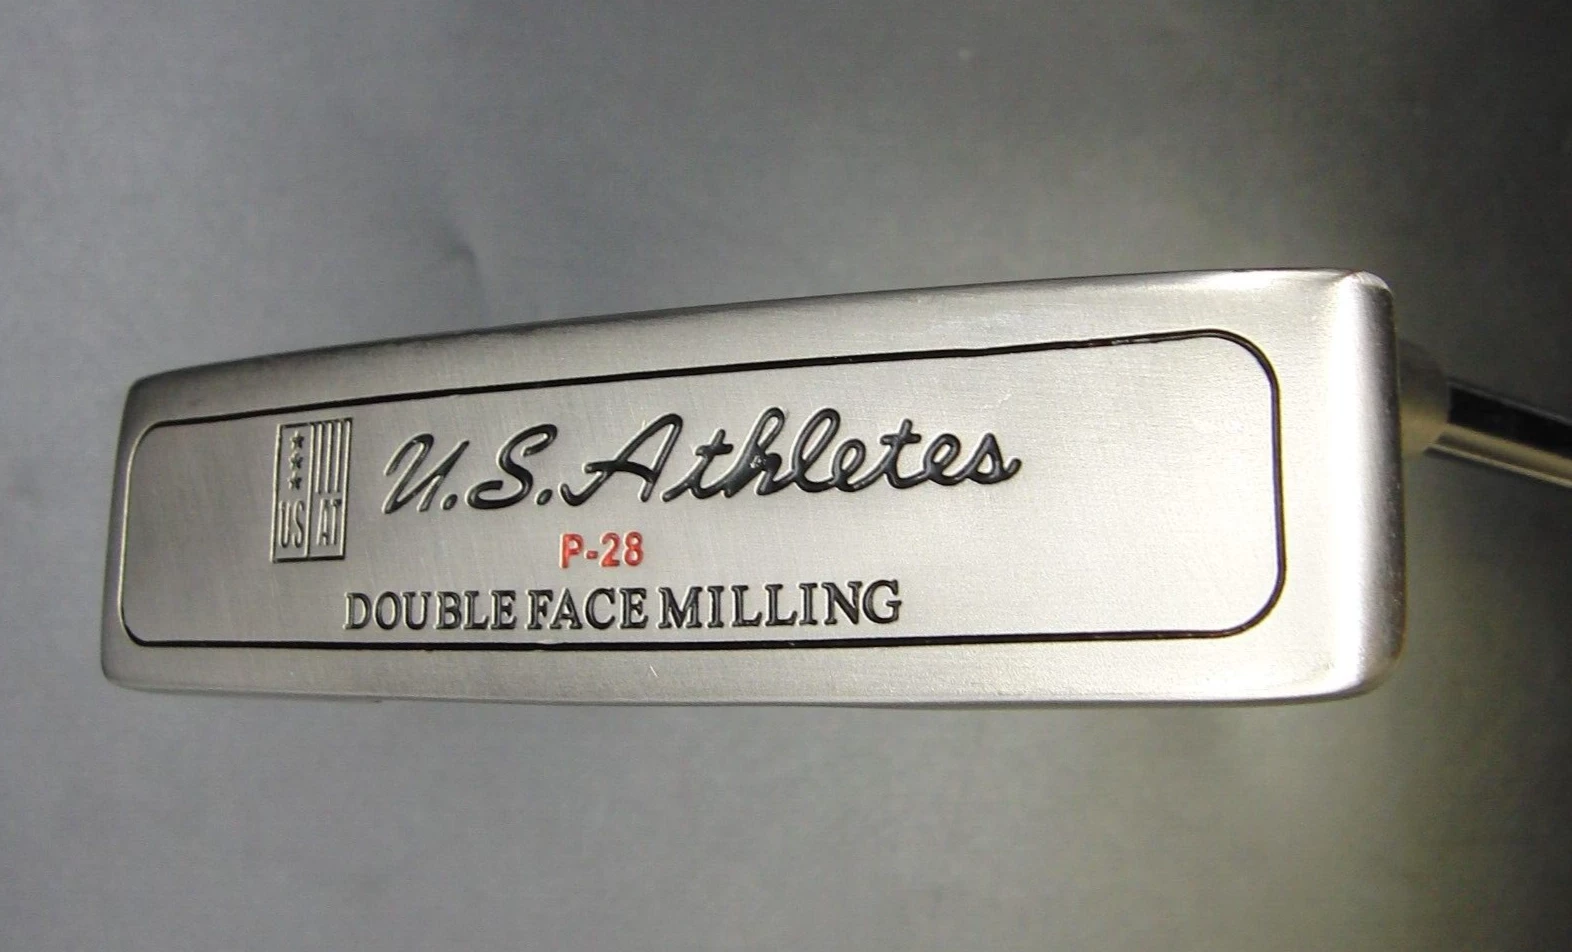 US AT
U.S. Athletes
P-28
DOUBLE FACE MILLING